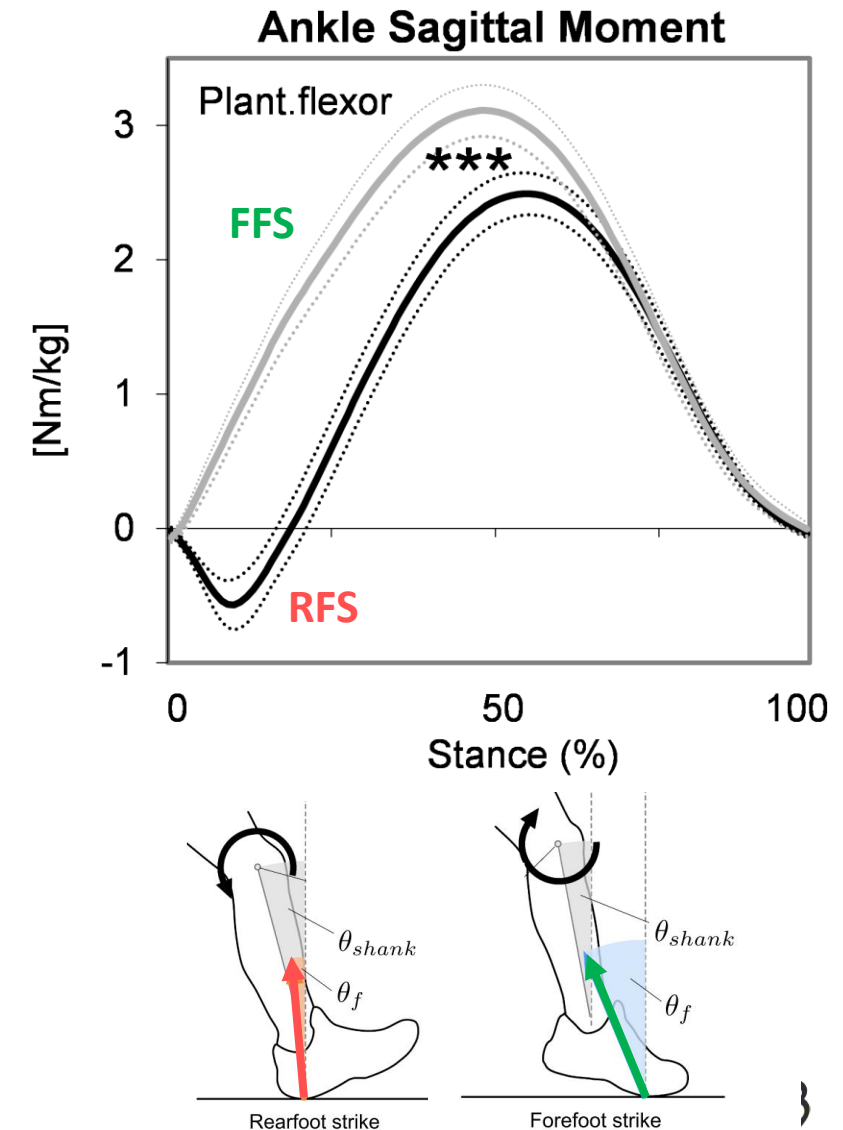 Ankle Sagittal Moment
Plant.flexor
3
***
FFS
2
[Nm/kg]
1
0
RFS
-1
0 50 100
Stance (%)
θshank
θf
θshank
θf
Rearfoot strike
Forefoot strike